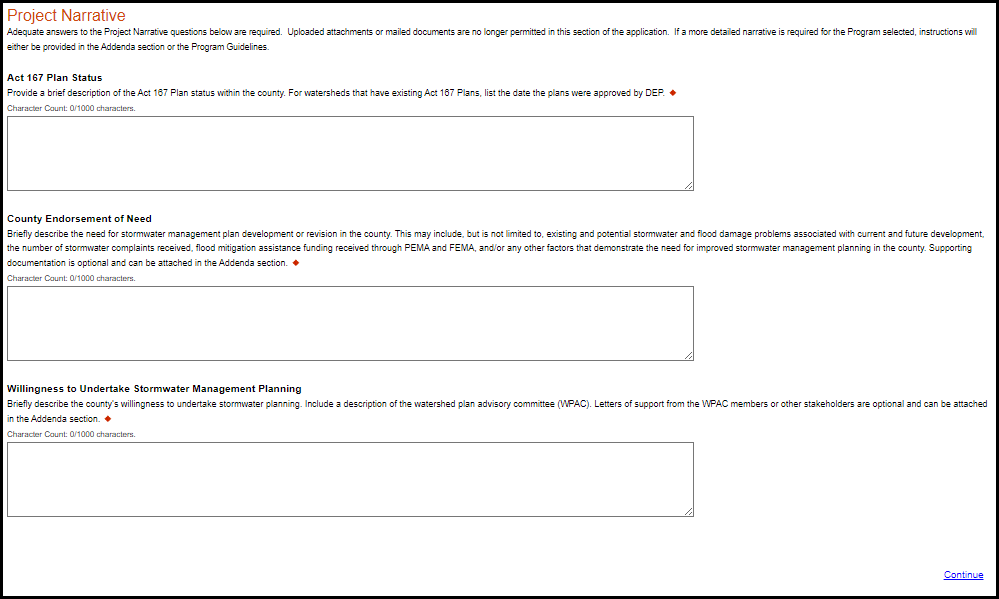 Project Narrative
Adequate answers to the Project Narrative questions below are required. Uploaded attachments or mailed documents are no longer permitted in this section of the application. If a more detailed narrative is required for the Program selected, instructions will
either be provided in the Addenda section or the Program Guidelines.
Act 167 Plan Status
Provide a brief description of the Act 167 Plan status within the county. For watersheds that have existing Act 167 Plans, list the date the plans were approved by DEP. ◆
Character Count: 0/1000 characters.
County Endorsement of Need
Briefly describe the need for stormwater management plan development or revision in the county. This may include, but is not limited to, existing and potential stormwater and flood damage problems associated with current and future development,
the number of stormwater complaints received, flood mitigation assistance funding received through PEMA and FEMA, and/or any other factors that demonstrate the need for improved stormwater management planning in the county. Supporting
documentation is optional and can be attached in the Addenda section. ◆
Character Count: 0/1000 characters.
Willingness to Undertake Stormwater Management Planning
Briefly describe the county's willingness to undertake stormwater planning. Include a description of the watershed plan advisory committee (WPAC). Letters of support from the WPAC members or other stakeholders are optional and can be attached
in the Addenda section. ◆
Character Count: 0/1000 characters.
Continue